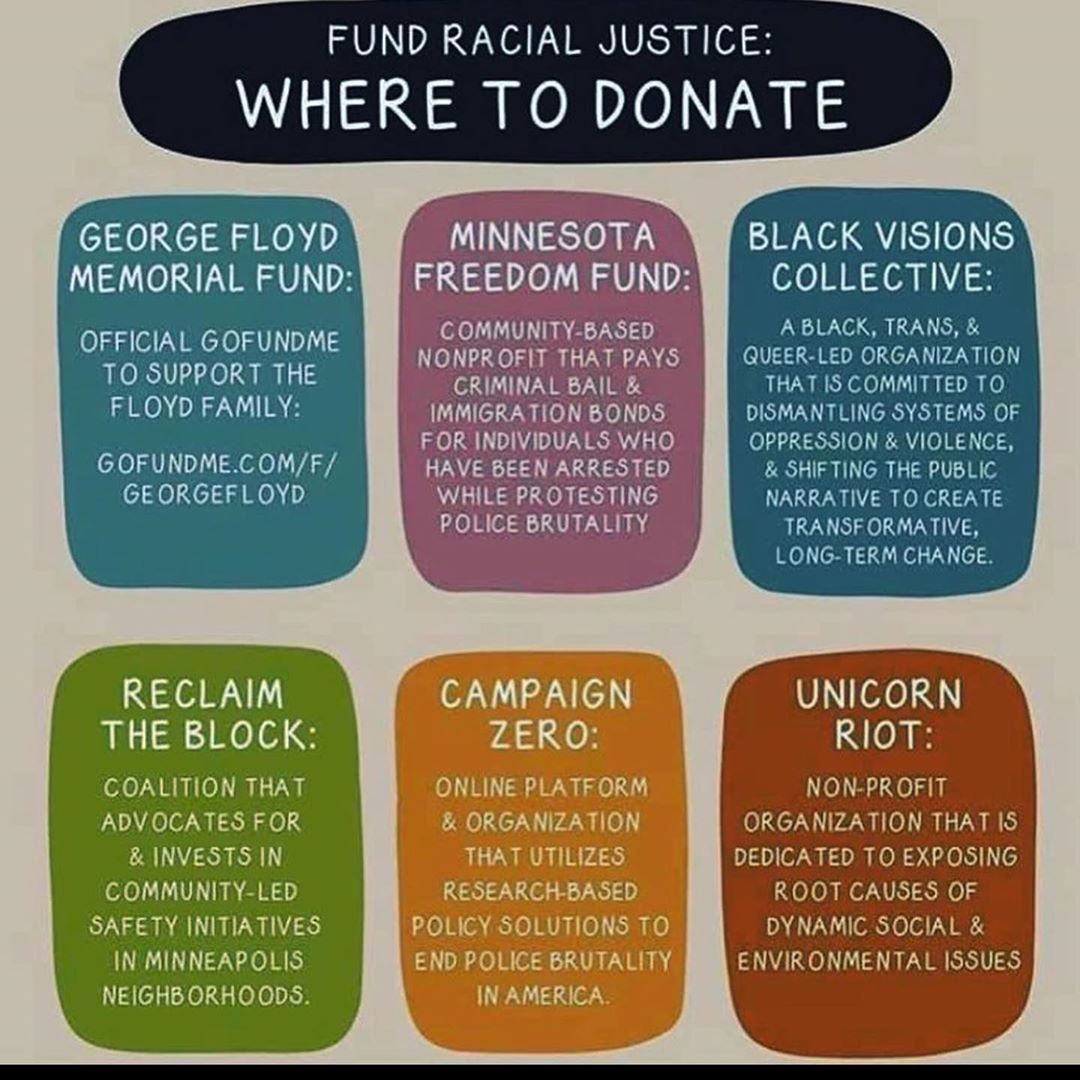 FUND RACIAL JUSTICE:
WHERE TO DONATE
GEORGE FLOYD
MEMORIAL FUND:
OFFICIAL GOFUNDME
TO SUPPORT THE
FLOYD FAMILY:
GOFUNDME.COM/F/
GEORGEFLOYD
MINNESOTA
FREEDOM FUND:
COMMUNITY-BASED
NONPROFIT THAT PAYS
CRIMINAL BAIL &
IMMIGRATION BONDS
FOR INDIVIDUALS WHO
HAVE BEEN ARRESTED
WHILE PROTESTING
POLICE BRUTALITY
BLACK VISIONS
COLLECTIVE:
A BLACK, TRANS, &
QUEER-LED ORGANIZATION
THAT IS COMMITTED TO
DISMANTLING SYSTEMS OF
OPPRESSION & VIOLENCE,
& SHIFTING THE PUBLIC
NARRATIVE TO CREATE
TRANSFORMATIVE,
LONG-TERM CHANGE.
RECLAIM
THE BLOCK:
COALITION THAT
ADVOCATES FOR
& INVESTS IN
COMMUNITY-LED
SAFETY INITIATIVES
IN MINNEAPOLIS
NEIGHBORHOODS.
CAMPAIGN
ZERO:
ONLINE PLATFORM
& ORGANIZATION
THAT UTILIZES
RESEARCH-BASED
POLICY SOLUTIONS TO
END POLICE BRUTALITY
IN AMERICA.
UNICORN
RIOT:
NON-PROFIT
ORGANIZATION THAT IS
DEDICATED TO EXPOSING
ROOT CAUSES OF
DYNAMIC SOCIAL &
ENVIRONMENTAL ISSUES